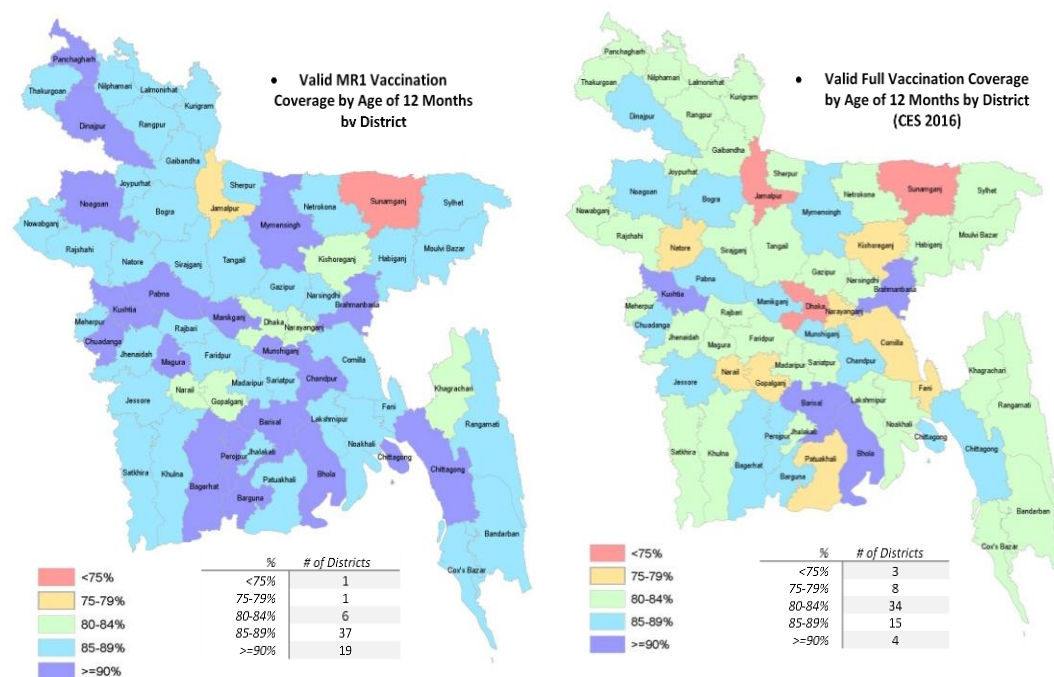 • Valid MR1 Vaccination
Coverage by Age of 12 Months
bv District
Panchagharh
Thakurgoan
Nilphamari
Lalmonirhat
Kurigram
Dinajpur
Rangpur
Gaibandha
Joypurhat
Sherpur
Noagoan
Bogra
Jamalpur
Mymensingh
Netrokona
Sunamganj
Sylhet
Nowabganj
Rajshahi
Natore
Sirajganj
Tangail
Kishoreganj
Habiganj
Moulvi Bazar
Gazipur
Narsingdhi
Pabna
Kushtia
Manikganj
Dhaka
Narayanganj
Brahmanbaria
Meherpur
Chuadanga
Rajbari
Jhenaidah
Magura
Faridpur
Munshiganj
Comilla
Narail
Madaripur
Sariatpur
Chandpur
Khagrachari
Jessore
Gopalganj
Barisal
Lakshmipur
Feni
Rangamati
Perojpur
Jhalakab
Noakhali
Chittagong
Chittagong
Satkhira
Khulna
Bagerhat
Barguna
Patuakhali
Bhola
Bandarban
Cox's Bazar
<75%
75-79%
80-84%
85-89%
>=90%
% # of Districts
<75% 1
75-79% 1
80-84% 6
85-89% 37
>=90% 19
• Valid Full Vaccination Coverage
by Age of 12 Months by District
(CES 2016)
Panchagharh
Thakurgoan
Nilphamari
Lalmonirhat
Kurigram
Dinajpur
Rangpur
Gaibandha
Joypurhat
Sherpur
Noagoan
Bogra
Jamalpur
Mymensingh
Netrokona
Sunamganj
Sylhet
Nowabganj
Rajshahi
Natore
Sirajganj
Tangail
Kishoreganj
Habiganj
Moulvi Bazar
Gazipur
Narsingdhi
Pabna
Kushtia
Manikganj
Dhaka
Narayanganj
Brahmanbaria
Meherpur
Chuadanga
Rajbari
Jhenaidah
Magura
Faridpur
Munshiganj
Comilla
Narail
Madaripur
Sariatpur
Chandpur
Khagrachari
Jessore
Gopalganj
Barisal
Lakshmipur
Feni
Rangamati
Perojpur
Jhalakab
Noakhali
Chittagong
Chittagong
Satkhira
Khulna
Bagerhat
Barguna
Patuakhali
Bhola
Bandarban
Cox's Bazar
<75%
75-79%
80-84%
85-89%
>=90%
% # of Districts
<75% 3
75-79% 8
80-84% 34
85-89% 15
>=90% 4